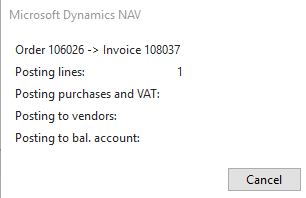 Microsoft Dynamics NAV
Order 106026 -> Invoice 108037
Posting lines: 1
Posting purchases and VAT:
Posting to vendors:
Posting to bal. account:
Cancel